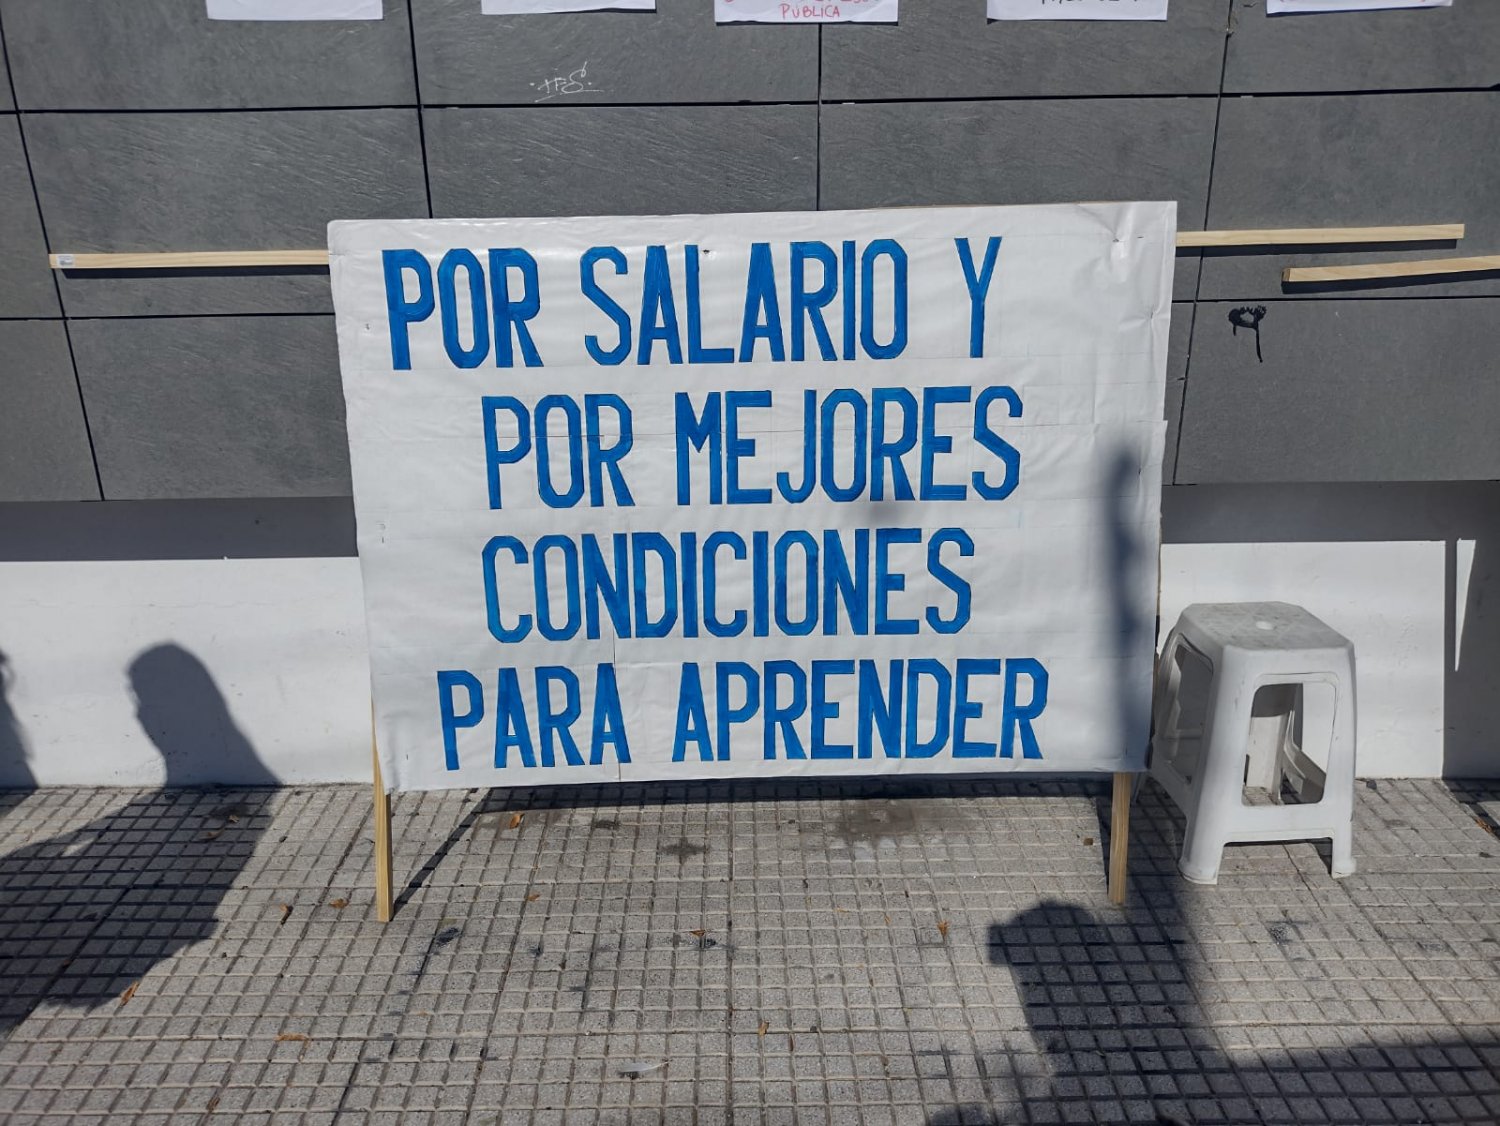 PÚBLICA
POR SALARIO Y
POR MEJORES
CONDICIONES
PARA APRENDER